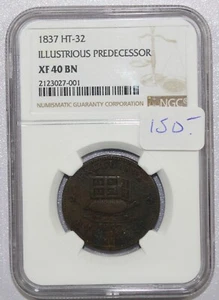 1837 HT-32
ILLUSTRIOUS PREDECESSOR
XF 40 BN
2123027-001
NUMISMATIC GUARANTY CORPORATION
NGC
150-